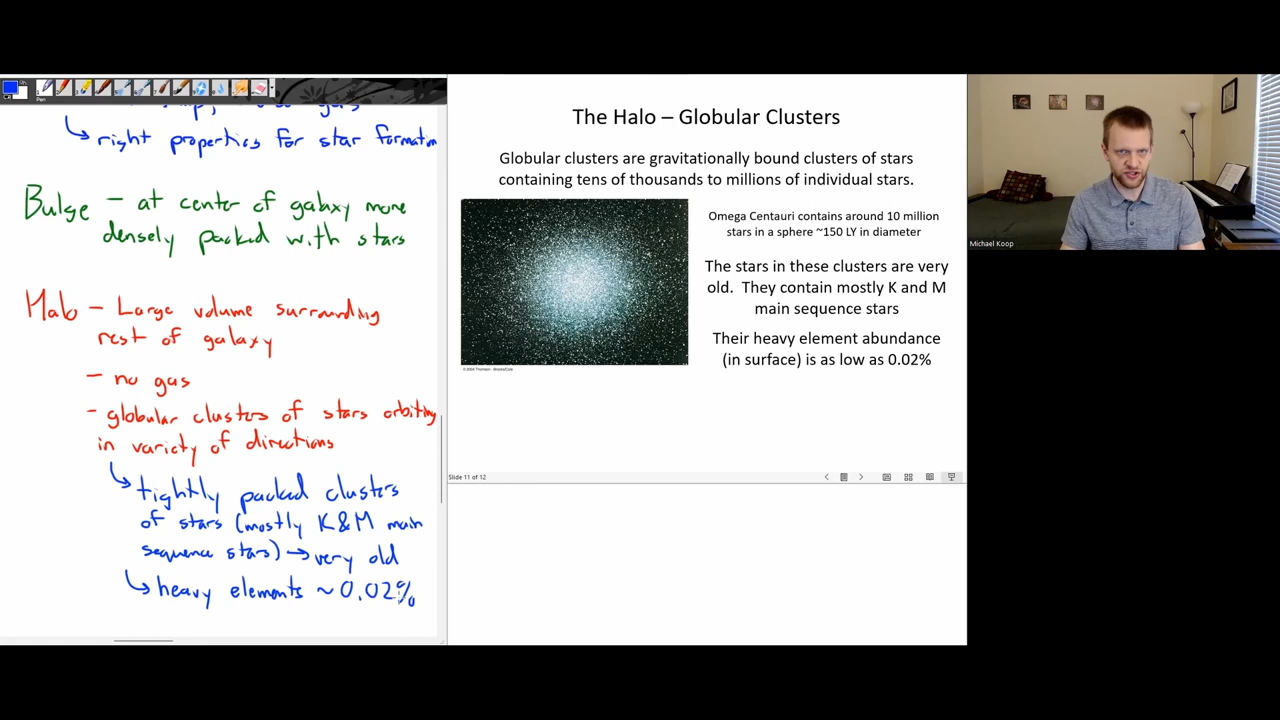 gas
↳ right properties for star formation
Bulge – at center of galaxy more
densely packed with stars
Halo – Large volume surrounding
rest of galaxy
– no gas
- globular clusters of stars orbiting
in variety of directions
↳ tightly packed clusters
of stars (mostly K&M main
sequence stars) → very old
↳ heavy elements ~ 0.02%
The Halo – Globular Clusters
Globular clusters are gravitationally bound clusters of stars
containing tens of thousands to millions of individual stars.
Omega Centauri contains around 10 million
stars in a sphere ~150 LY in diameter
The stars in these clusters are very
old. They contain mostly K and M
main sequence stars
Their heavy element abundance
(in surface) is as low as 0.02%
© 2004 Thomson - Brooks/Cole
Slide 11 of 12
Michael Koop
Pen